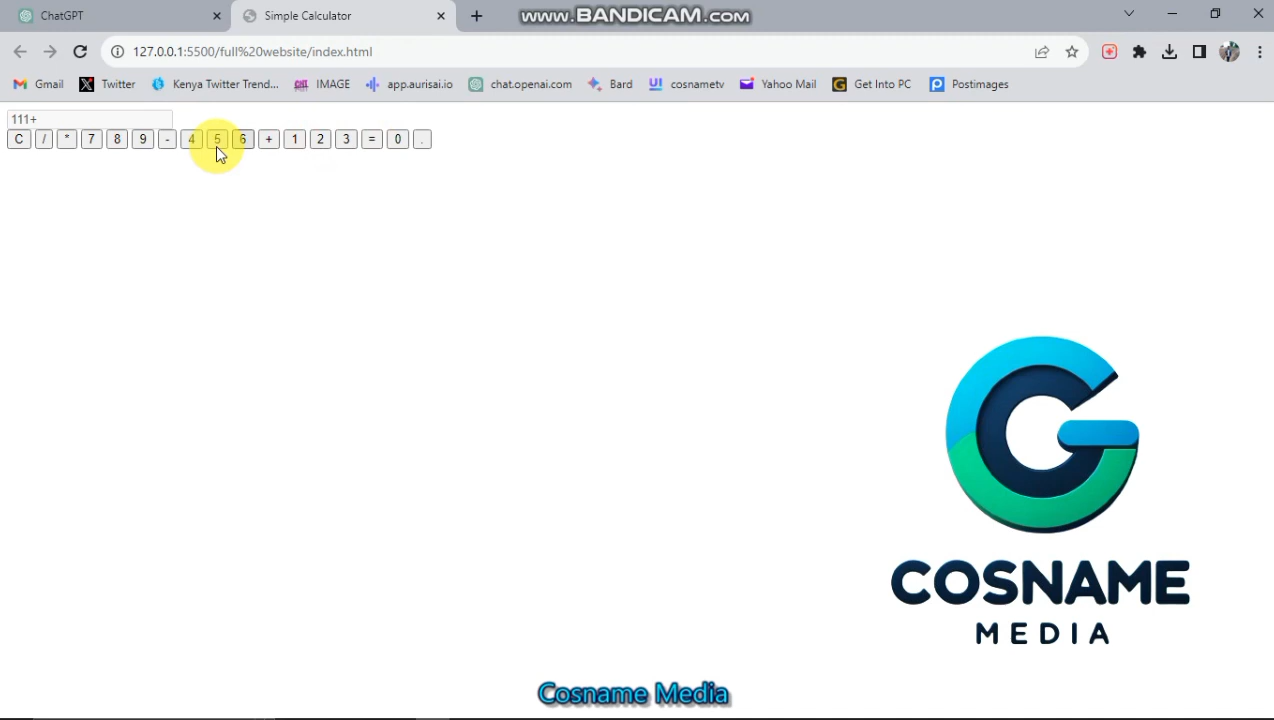 ChatGPT
Simple Calculator
www.BANDICAM.com
127.0.0.1:5500/full%20website/index.html
Gmail
Twitter
Kenya Twitter Trend...
IMAGE
app.aurisai.io
chat.openai.com
Bard
U!
cosnametv
Yahoo Mail
G
Get Into PC
P
Postimages
111+
C / * 7 8 9 - 4 5 6 + 1 2 3 = 0 .
COSNAME
MEDIA
Cosname Media